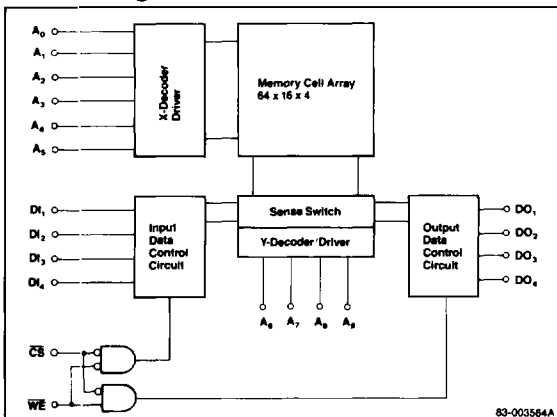 A0
A1
A2
A3
A4
A5
X-Decoder
Driver
Memory Cell Array
64 x 16 x 4
DI1
DI2
DI3
DI4
Input
Data
Control
Circuit
Sense Switch
Y-Decoder/Driver
Output
Data
Control
Circuit
DO1
DO2
DO3
DO4
A6 A7 A8 A9
CS
WE
83-003564A